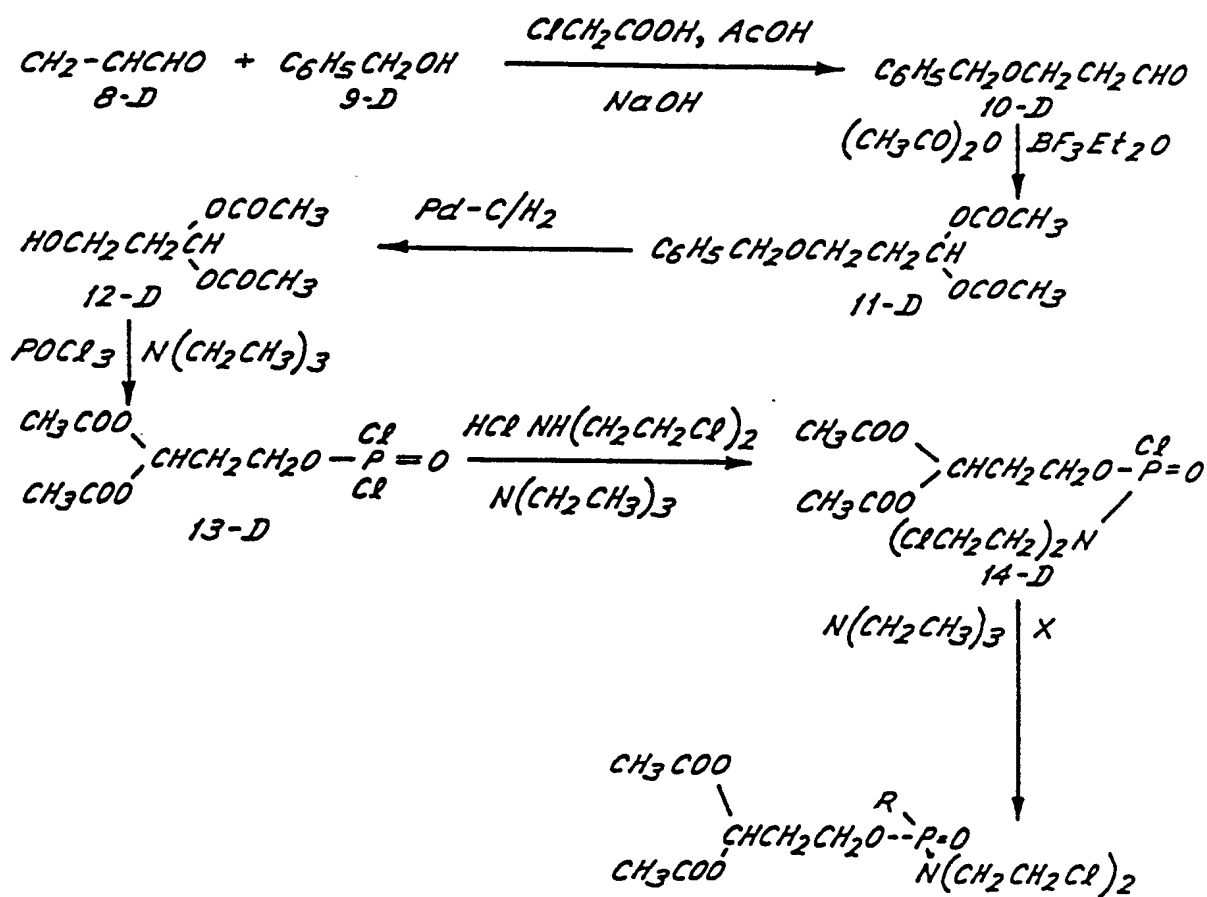 ClCH2COOH, AcOH
CH2-CHCHO + C6H5CH2OH
8-D 9-D
NaOH
C6H5CH2OCH2CH2CHO
10-D
(CH3CO)2O BF3Et2O
OCOCH3
C6H5CH2OCH2CH2CH
OCOCH3
11-D
Pd-C/H2
OCOCH3
HOCH2CH2CH
OCOCH3
12-D
POCl3 N(CH2CH3)3
CH3COO
Cl
CHCH2CH2O-P=O
Cl
CH3COO
13-D
HCl NH(CH2CH2Cl)2
N(CH2CH3)3
CH3COO
Cl
CHCH2CH2O-P=O
CH3COO
(ClCH2CH2)2N
14-D
N(CH2CH3)3 X
CH3COO
R
CHCH2CH2O--P=O
CH3COO
N(CH2CH2Cl)2